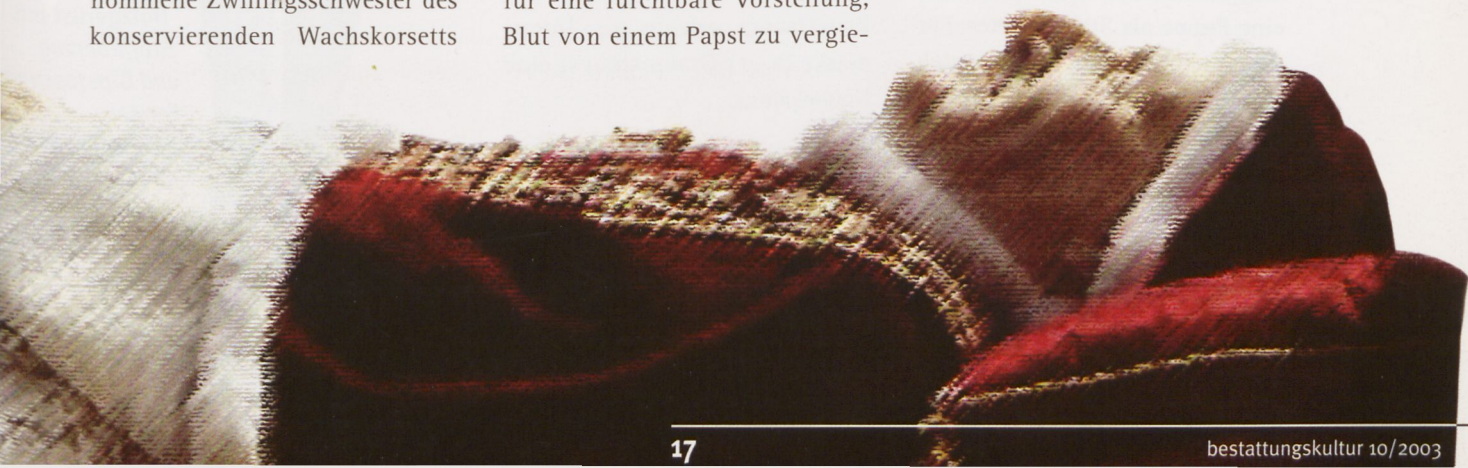 nommene Zwillingsschwester des
konservierenden Wachskorsetts
für eine furchtbare Vorstellung,
Blut von einem Papst zu vergie-
17
bestattungskultur 10/2003